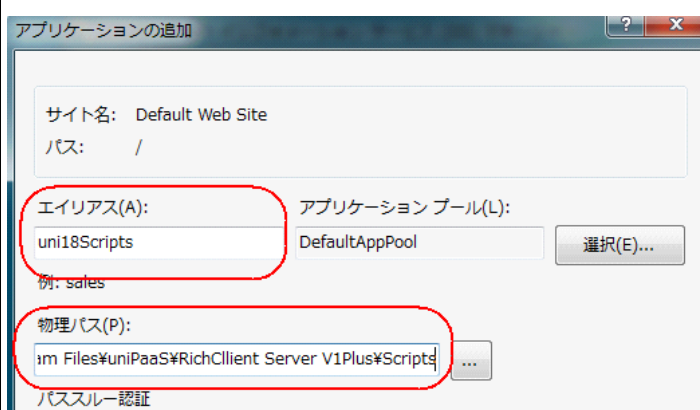 アプリケーションの追加
サイト名: Default Web Site
パス: /
エイリアス(A): アプリケーション プール(L):
uni18Scripts DefaultAppPool 選択(E)...
例: sales
物理パス(P):
am Files¥uniPaaS¥RichCllient Server V1Plus¥Scripts ...
パススルー認証